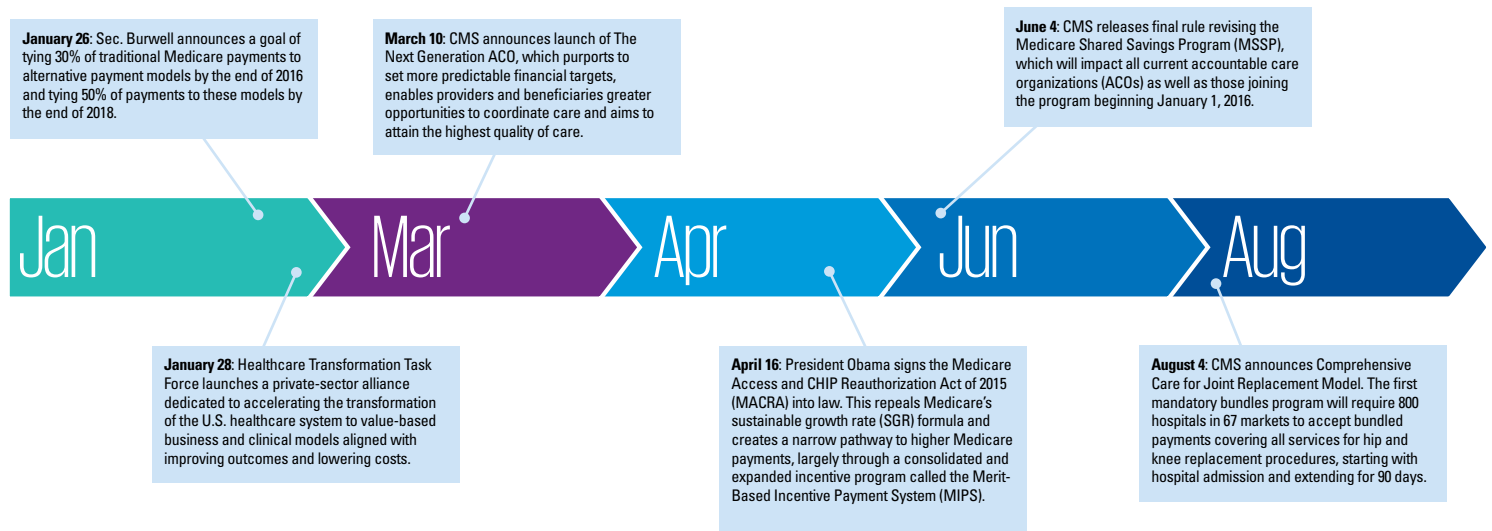 January 26: Sec. Burwell announces a goal of
tying 30% of traditional Medicare payments to
alternative payment models by the end of 2016
and tying 50% of payments to these models by
the end of 2018.
March 10: CMS announces launch of The
Next Generation ACO, which purports to
set more predictable financial targets,
enables providers and beneficiaries greater
opportunities to coordinate care and aims to
attain the highest quality of care.
June 4: CMS releases final rule revising the
Medicare Shared Savings Program (MSSP),
which will impact all current accountable care
organizations (ACOs) as well as those joining
the program beginning January 1, 2016.
Jan
Mar
Apr
Jun
Aug
January 28: Healthcare Transformation Task
Force launches a private-sector alliance
dedicated to accelerating the transformation
of the U.S. healthcare system to value-based
business and clinical models aligned with
improving outcomes and lowering costs.
April 16: President Obama signs the Medicare
Access and CHIP Reauthorization Act of 2015
(MACRA) into law. This repeals Medicare's
sustainable growth rate (SGR) formula and
creates a narrow pathway to higher Medicare
payments, largely through a consolidated and
expanded incentive program called the Merit-
Based Incentive Payment System (MIPS).
August 4: CMS announces Comprehensive
Care for Joint Replacement Model. The first
mandatory bundles program will require 800
hospitals in 67 markets to accept bundled
payments covering all services for hip and
knee replacement procedures, starting with
hospital admission and extending for 90 days.